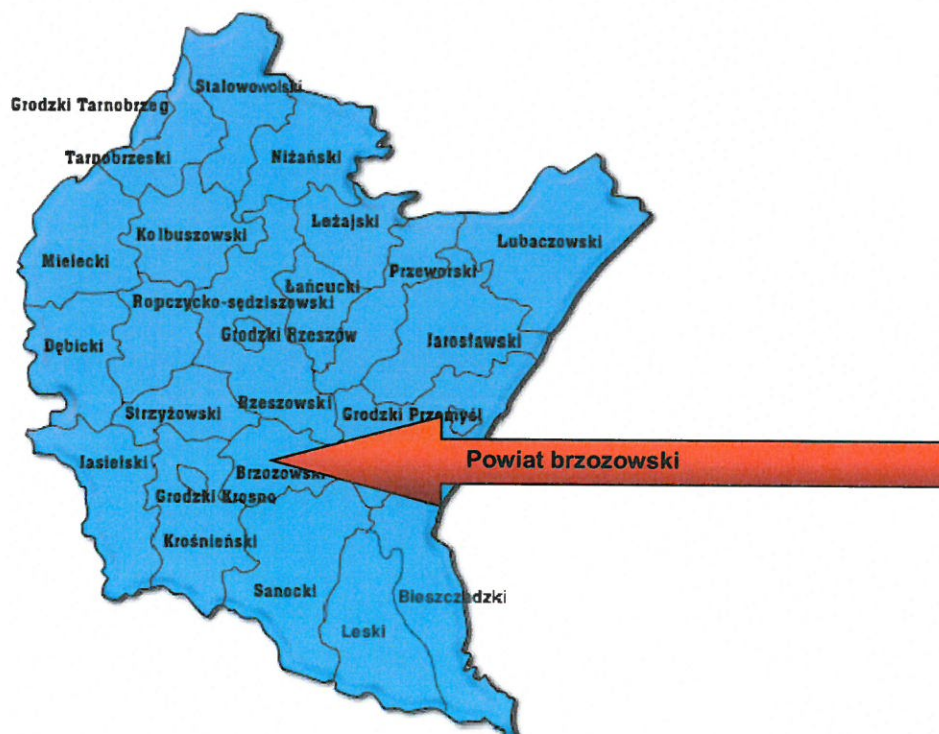 Stalowowolski
Grodzki Tarnobrzeg
Tarnobrzeski
Niżański
Leżajski
Kolbuszowski
Lubaczowski
Mielecki
Przeworski
Łańcucki
Ropczycko-sędziszowski
Grodzki Rzeszów
Dębicki
Jarosławski
Rzeszowski
Strzyżowski
Grodzki Przemyśl
Jasielski
Brzozowski
Powiat brzozowski
Grodzki Krosno
Krośnieński
Sanocki
Bieszczadzki
Leski